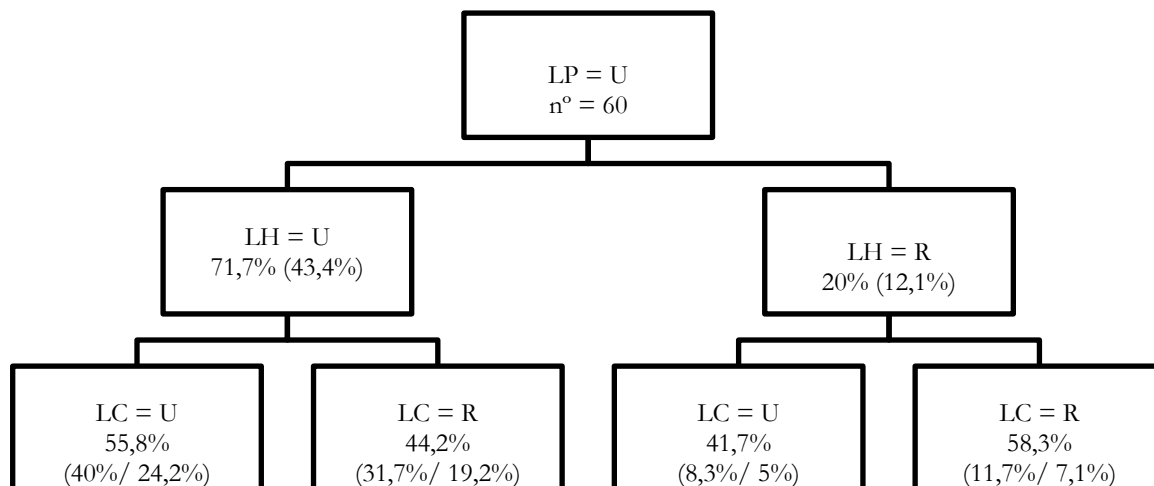 LP = U
nº = 60
LH = U
71,7% (43,4%)
LH = R
20% (12,1%)
LC = U
55,8%
(40%/ 24,2%)
LC = R
44,2%
(31,7%/ 19,2%)
LC = U
41,7%
(8,3%/ 5%)
LC = R
58,3%
(11,7%/ 7,1%)